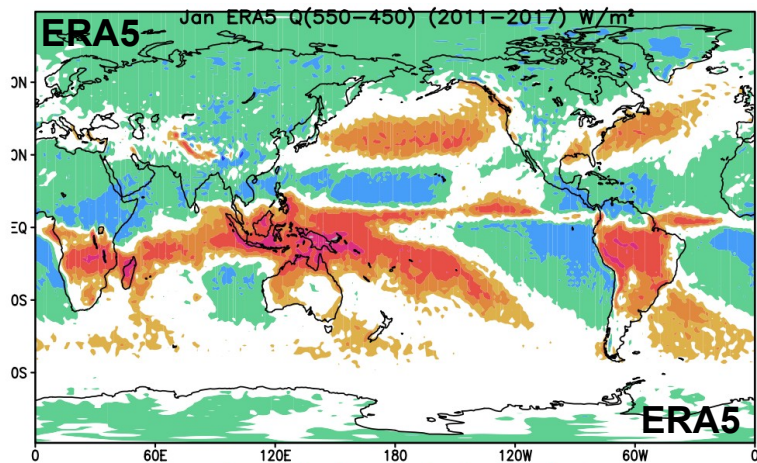 Jan ERA5 Q(550−450) (2011−2017) W/m²
ERA5
0N
0N
EQ
0S
0S
ERA5
0
60E
120E
180
120W
60W
0